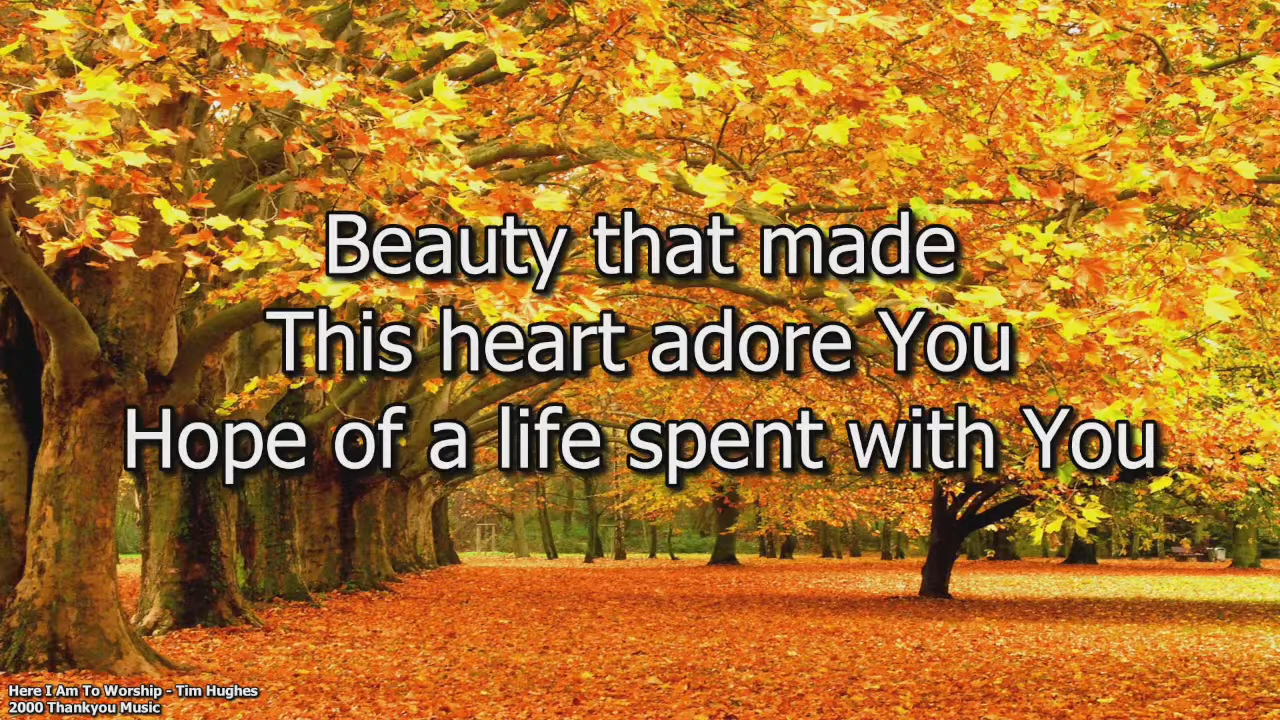 Beauty that made
This heart adore You
Hope of a life spent with You
Here I Am To Worship - Tim Hughes
2000 Thankyou Music